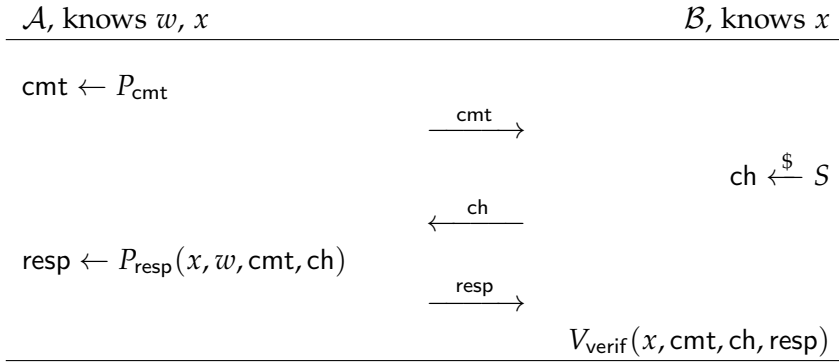 𝒜, knows w, x ℬ, knows x
cmt ← P_cmt
cmt
ch ←$ S
ch
resp ← P_resp(x, w, cmt, ch)
resp
V_verif(x, cmt, ch, resp)